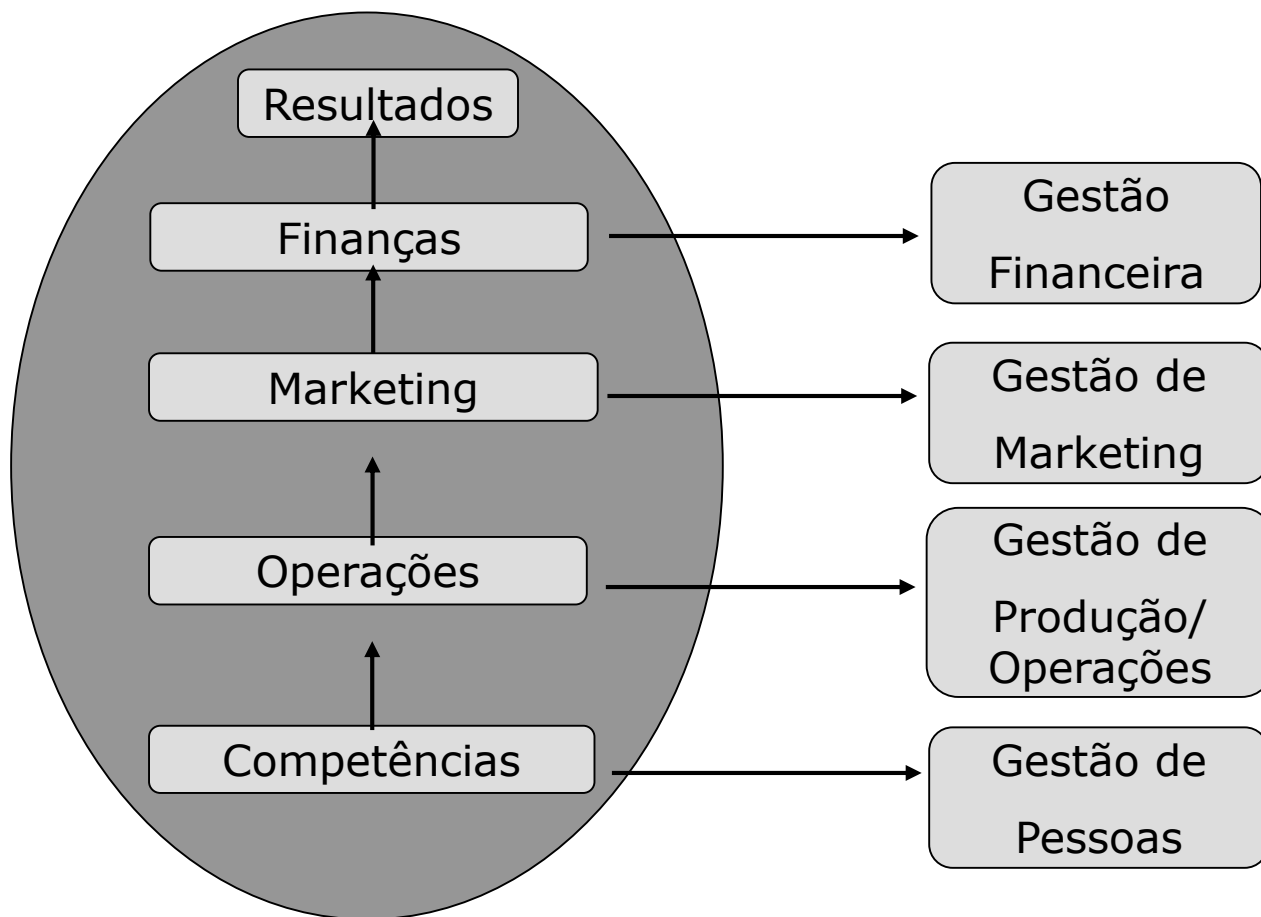 Resultados
Finanças
Marketing
Operações
Competências
Gestão
Financeira
Gestão de
Marketing
Gestão de
Produção/
Operações
Gestão de
Pessoas